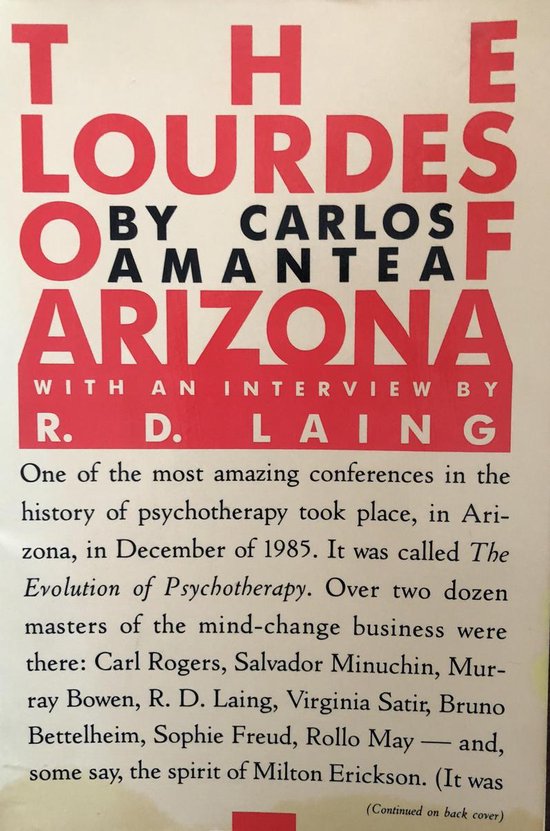 THE
LOURDES
OF
BY CARLOS
AMANTEA
ARIZONA
WITH AN INTERVIEW BY
R. D. LAING
One of the most amazing conferences in the
history of psychotherapy took place, in Ari-
zona, in December of 1985. It was called The
Evolution of Psychotherapy. Over two dozen
masters of the mind-change business were
there: Carl Rogers, Salvador Minuchin, Mur-
ray Bowen, R. D. Laing, Virginia Satir, Bruno
Bettelheim, Sophie Freud, Rollo May — and,
some say, the spirit of Milton Erickson. (It was
(Continued on back cover)